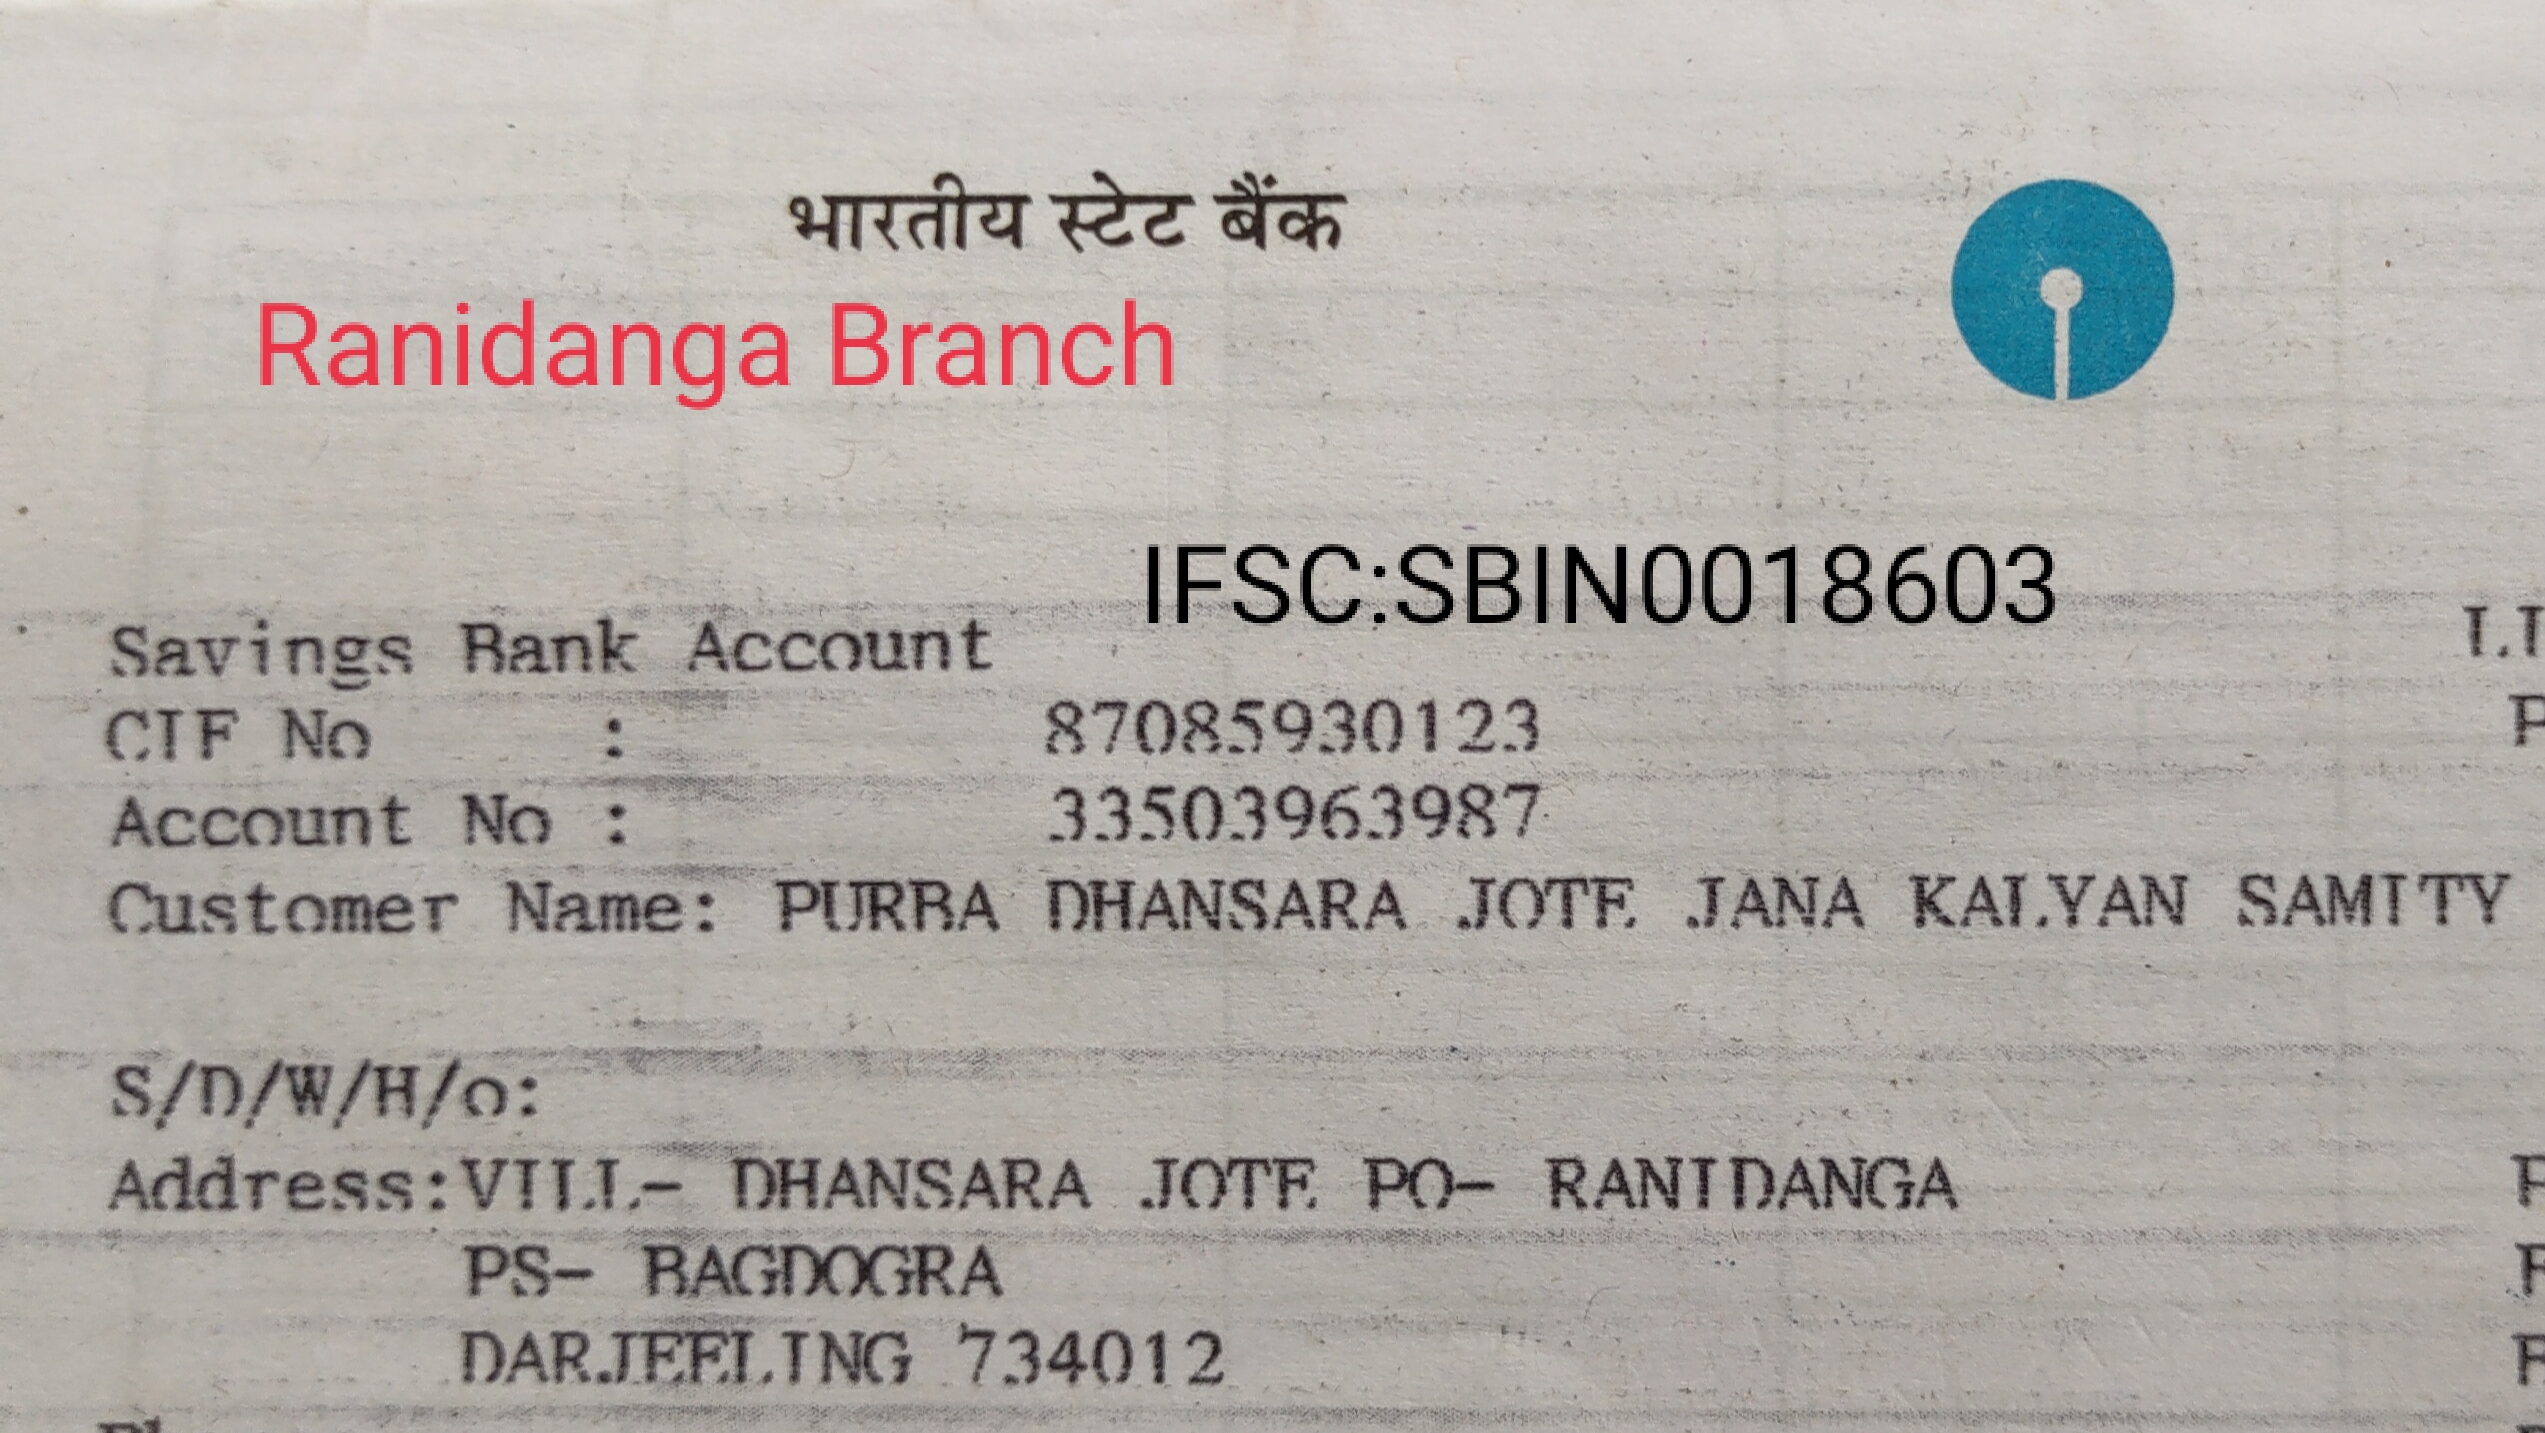 भारतीय स्टेट बैंक
Ranidanga Branch
IFSC:SBIN0018603
Savings Bank Account
CIF No : 87085930123
Account No : 33503963987
Customer Name: PURBA DHANSARA JOTE JANA KALYAN SAMITY
S/D/W/H/o:
Address:VILL- DHANSARA JOTE PO- RANIDANGA
PS- BAGDOGRA
DARJEELING 734012